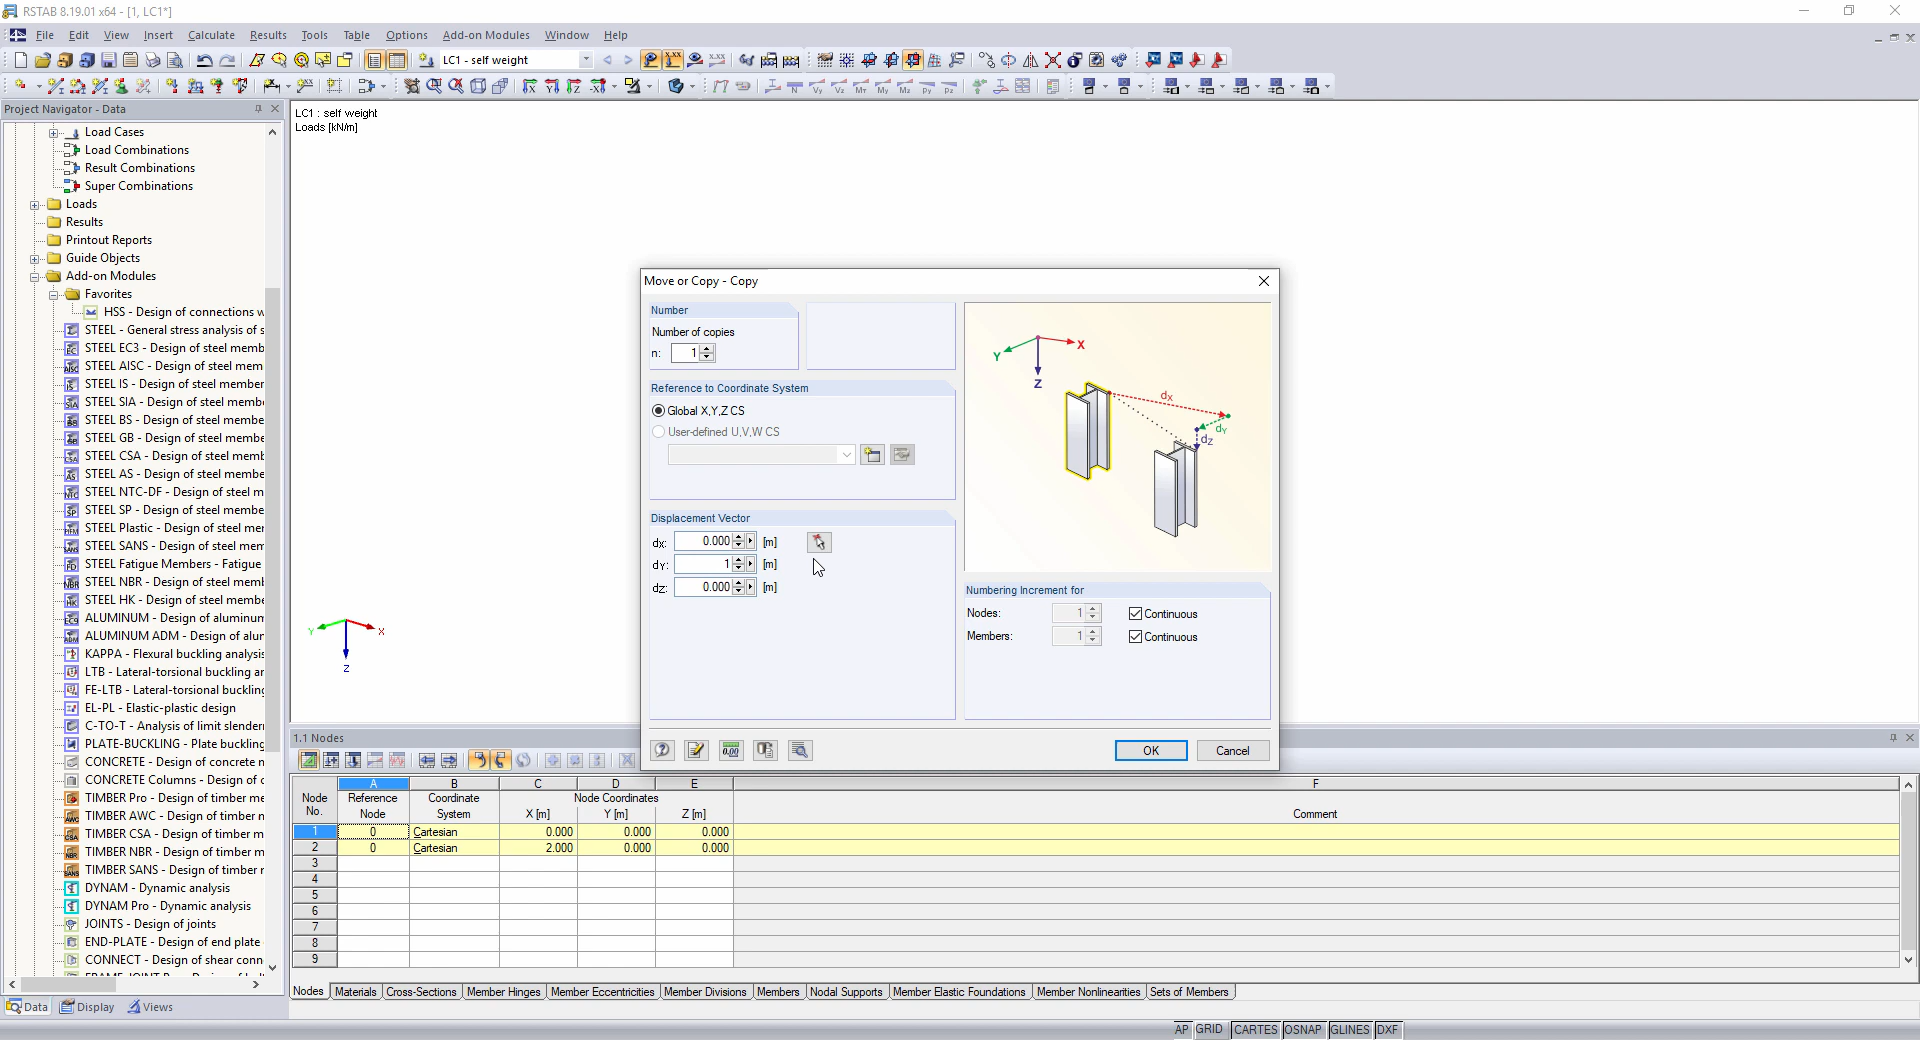 RSTAB 8.19.01 x64 - [1, LC1*]
File Edit View Insert Calculate Results Tools Table Options Add-on Modules Window Help
LC1 - self weight
Project Navigator - Data
Load Cases
Load Combinations
Result Combinations
Super Combinations
Loads
Results
Printout Reports
Guide Objects
Add-on Modules
Favorites
HSS - Design of connections w
STEEL - General stress analysis of s
STEEL EC3 - Design of steel memb
STEEL AISC - Design of steel mem
STEEL IS - Design of steel member
STEEL SIA - Design of steel membe
STEEL BS - Design of steel membe
STEEL GB - Design of steel membe
STEEL CSA - Design of steel memb
STEEL AS - Design of steel membe
STEEL NTC-DF - Design of steel m
STEEL SP - Design of steel membe
STEEL Plastic - Design of steel mer
STEEL SANS - Design of steel mem
STEEL Fatigue Members - Fatigue
STEEL NBR - Design of steel memb
STEEL HK - Design of steel membe
ALUMINUM - Design of aluminum
ALUMINUM ADM - Design of alum
KAPPA - Flexural buckling analysis
LTB - Lateral-torsional buckling ar
FE-LTB - Lateral-torsional buckling
EL-PL - Elastic-plastic design
C-TO-T - Analysis of limit slender
PLATE-BUCKLING - Plate buckling
CONCRETE - Design of concrete m
CONCRETE Columns - Design of c
TIMBER Pro - Design of timber me
TIMBER AWC - Design of timber m
TIMBER CSA - Design of timber m
TIMBER NBR - Design of timber m
TIMBER SANS - Design of timber r
DYNAM - Dynamic analysis
DYNAM Pro - Dynamic analysis
JOINTS - Design of joints
END-PLATE - Design of end plate
CONNECT - Design of shear conn
Data Display Views
LC1 : self weight
Loads [kN/m]
Y X
Z
Move or Copy - Copy
Number
Number of copies
n: 1
Reference to Coordinate System
Global X,Y,Z CS
User-defined U,V,W CS
Displacement Vector
dX: 0.000 [m]
dY: 1 [m]
dZ: 0.000 [m]
Y X
Z
dX
dY
dZ
Numbering Increment for
Nodes: 1 Continuous
Members: 1 Continuous
0.00
OK Cancel
1.1 Nodes
A B C D E F
Node Reference Coordinate Node Coordinates
No. Node System X [m] Y [m] Z [m] Comment
1 0 Cartesian 0.000 0.000 0.000
2 0 Cartesian 2.000 0.000 0.000
3
4
5
6
7
8
9
Nodes Materials Cross-Sections Member Hinges Member Eccentricities Member Divisions Members Nodal Supports Member Elastic Foundations Member Nonlinearities Sets of Members
AP GRID CARTES OSNAP GLINES DXF